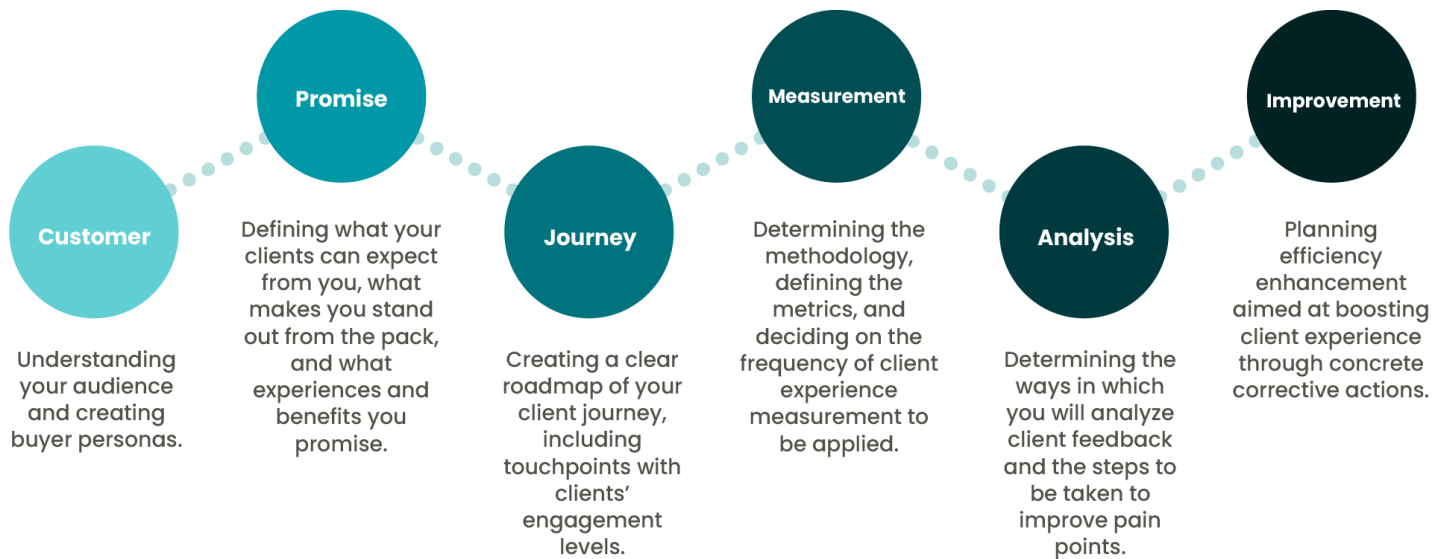 Customer
Understanding
your audience
and creating
buyer personas.
Promise
Defining what your
clients can expect
from you, what
makes you stand
out from the pack,
and what
experiences and
benefits you
promise.
Journey
Creating a clear
roadmap of your
client journey,
including
touchpoints with
clients’
engagement
levels.
Measurement
Determining the
methodology,
defining the
metrics, and
deciding on the
frequency of client
experience
measurement to
be applied.
Analysis
Determining the
ways in which
you will analyze
client feedback
and the steps to
be taken to
improve pain
points.
Improvement
Planning
efficiency
enhancement
aimed at boosting
client experience
through concrete
corrective actions.